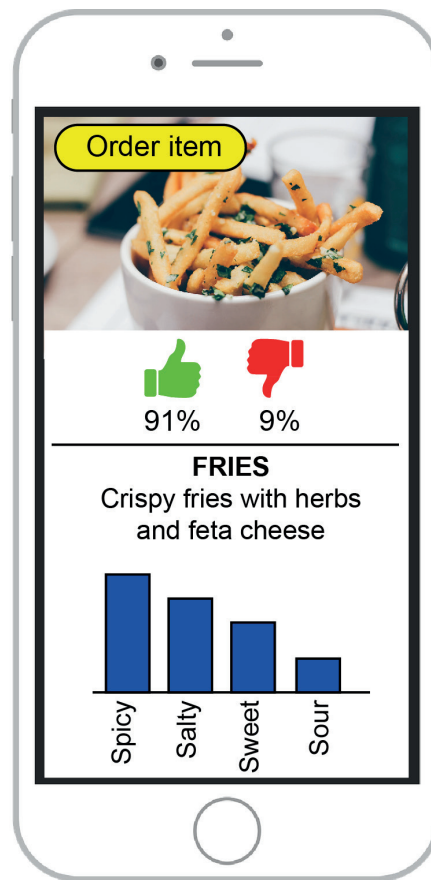 Order item
91%
9%
FRIES
Crispy fries with herbs
and feta cheese
Spicy
Salty
Sweet
Sour